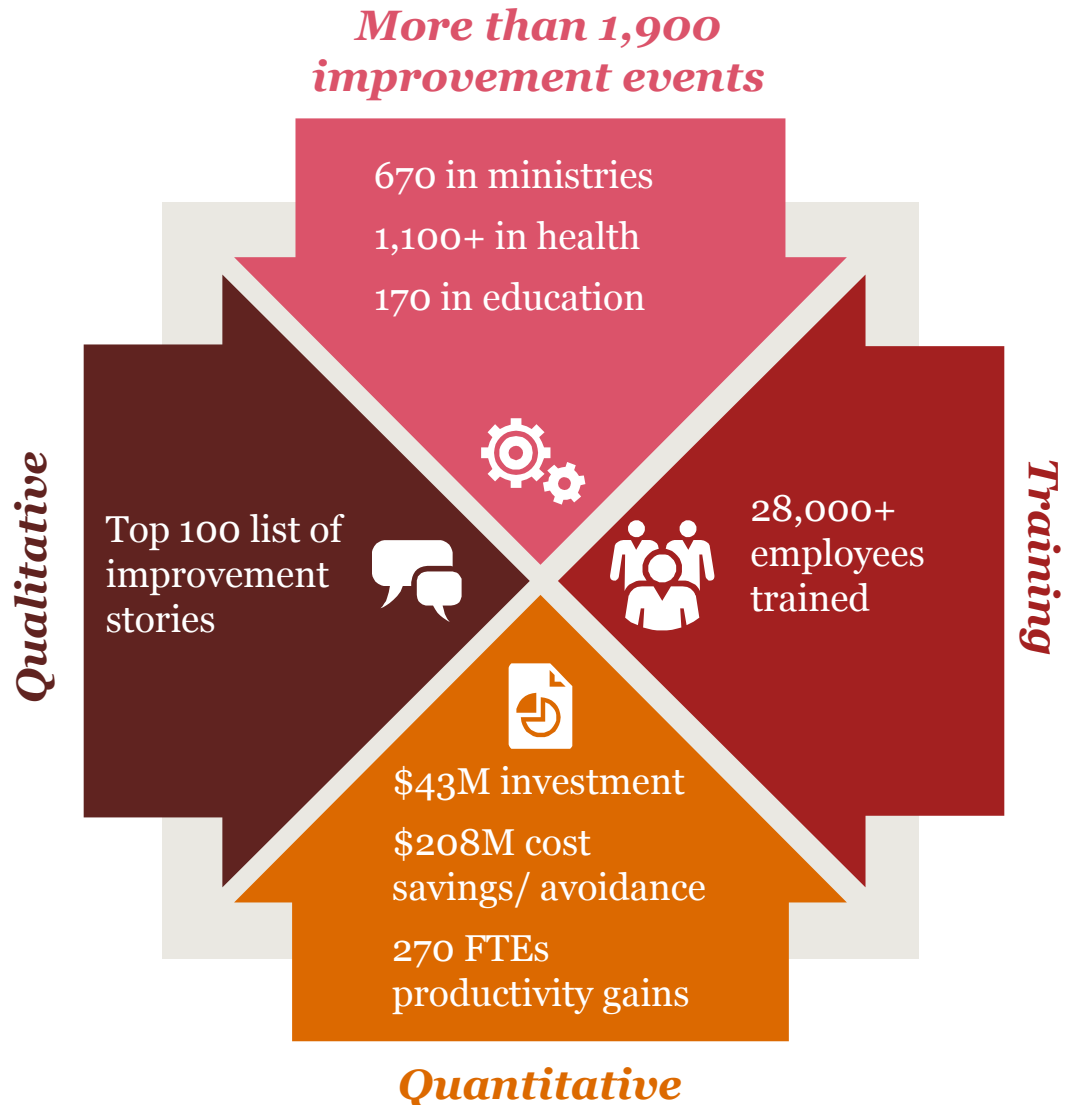 More than 1,900
improvement events
670 in ministries
1,100+ in health
170 in education
Qualitative
Top 100 list of
improvement
stories
28,000+
employees
trained
Training
$43M investment
$208M cost
savings/ avoidance
270 FTEs
productivity gains
Quantitative